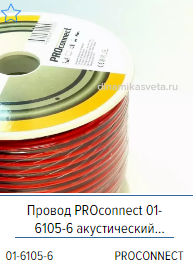 PROconnect
dinamikasveta.ru
Провод PROconnect 01-
6105-6 акустический...
01-6105-6 PROCONNECT